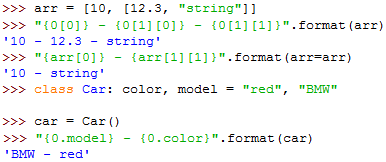 >>> arr = [10, [12.3, "string"]]
>>> "{0[0]} - {0[1][0]} - {0[1][1]}".format(arr)
'10 - 12.3 - string'
>>> "{arr[0]} - {arr[1][1]}".format(arr=arr)
'10 - string'
>>> class Car: color, model = "red", "BMW"

>>> car = Car()
>>> "{0.model} - {0.color}".format(car)
'BMW - red'